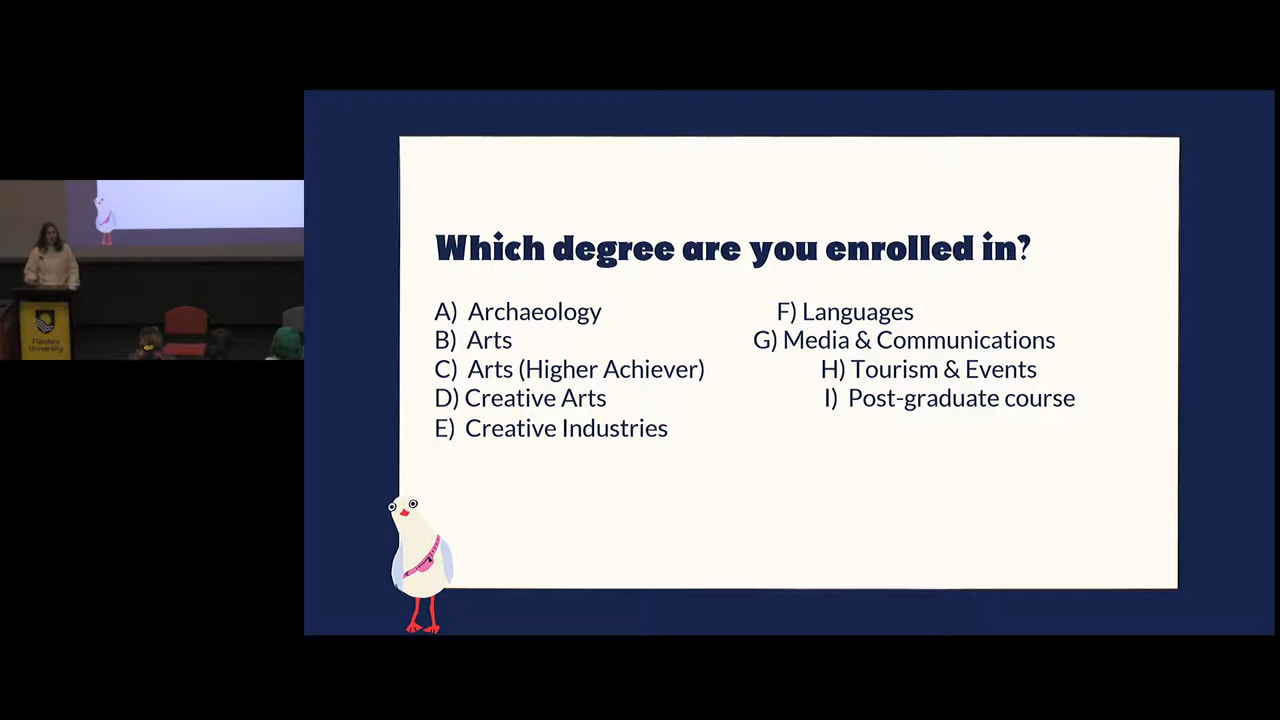 Which degree are you enrolled in?
A) Archaeology
B) Arts
C) Arts (Higher Achiever)
D) Creative Arts
E) Creative Industries
F) Languages
G) Media & Communications
H) Tourism & Events
I) Post-graduate course
Flinders
University